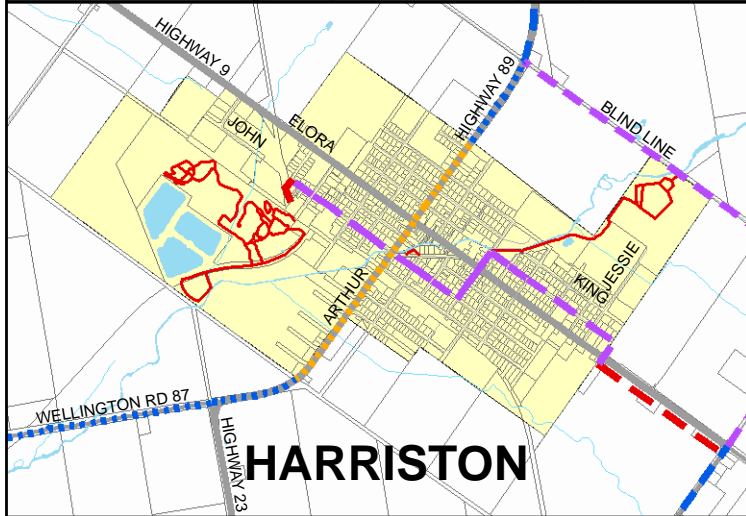 HIGHWAY 9
HIGHWAY 89
BLIND LINE
JOHN
ELORA
KING
JESSIE
ARTHUR
WELLINGTON RD 87
HIGHWAY 23
HARRISTON